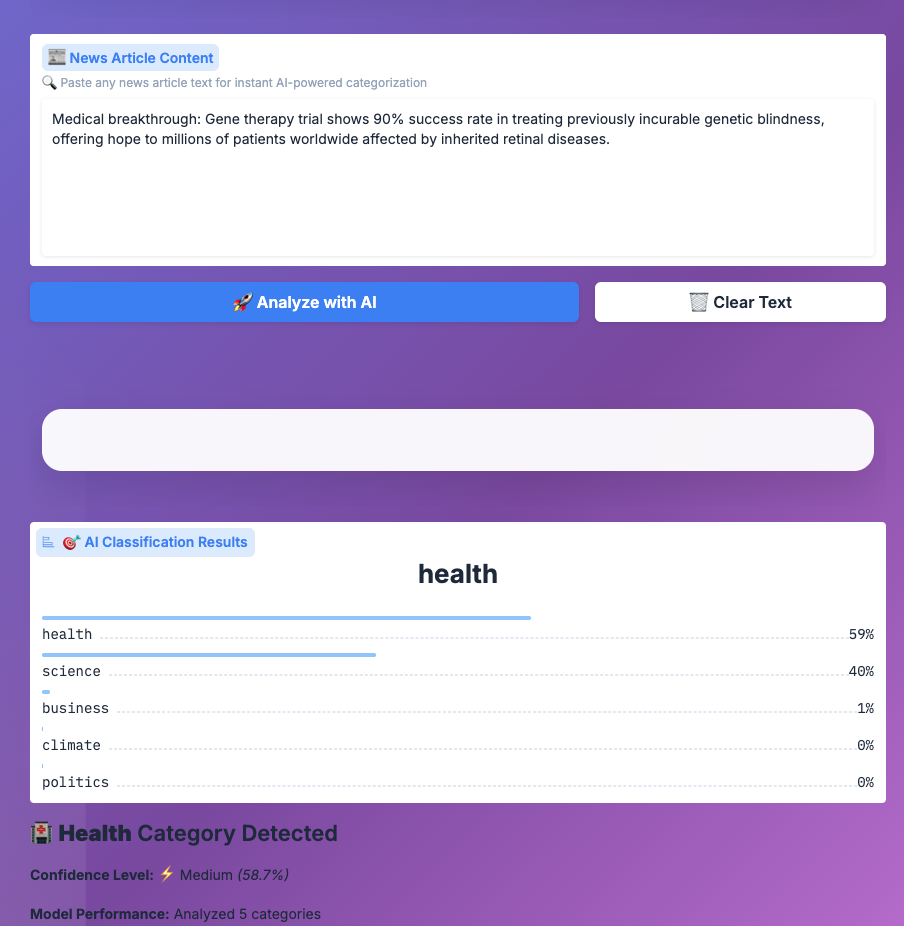 News Article Content
Paste any news article text for instant AI-powered categorization
Medical breakthrough: Gene therapy trial shows 90% success rate in treating previously incurable genetic blindness,
offering hope to millions of patients worldwide affected by inherited retinal diseases.
🚀 Analyze with AI
🗑️ Clear Text
🎯 AI Classification Results
health
health 59%
science 40%
business 1%
climate 0%
politics 0%
🏥 Health Category Detected
Confidence Level: ⚡ Medium (58.7%)
Model Performance: Analyzed 5 categories